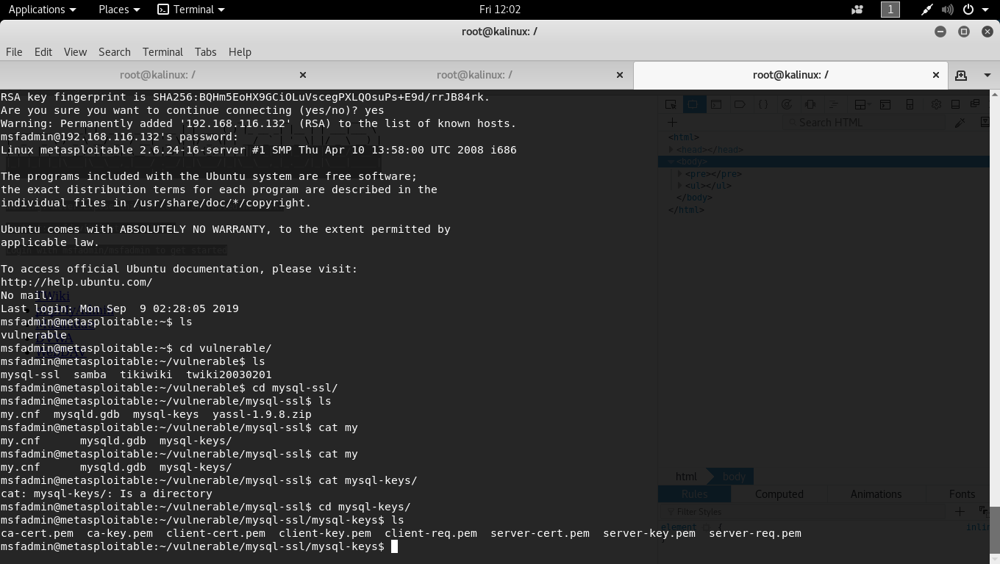 Applications Places Terminal Fri 12:02 1
root@kalinux: /
File Edit View Search Terminal Tabs Help
root@kalinux: / root@kalinux: / root@kalinux: /
RSA key fingerprint is SHA256:BQHm5EoHX9GCiOLuVscegPXLQOsuPs+E9d/rrJB84rk.
Are you sure you want to continue connecting (yes/no)? yes
Warning: Permanently added '192.168.116.132' (RSA) to the list of known hosts.
msfadmin@192.168.116.132's password:
Linux metasploitable 2.6.24-16-server #1 SMP Thu Apr 10 13:58:00 UTC 2008 i686
The programs included with the Ubuntu system are free software;
the exact distribution terms for each program are described in the
individual files in /usr/share/doc/*/copyright.
Ubuntu comes with ABSOLUTELY NO WARRANTY, to the extent permitted by
applicable law.
Login with msfadmin/msfadmin to get started
To access official Ubuntu documentation, please visit:
http://help.ubuntu.com/
No mail.
TWiki
Last login: Mon Sep  9 02:28:05 2019
msfadmin@metasploitable:~$ ls
vulnerable
DVWA
msfadmin@metasploitable:~$ cd vulnerable/
msfadmin@metasploitable:~/vulnerable$ ls
mysql-ssl  samba  tikiwiki  twiki20030201
msfadmin@metasploitable:~/vulnerable$ cd mysql-ssl/
msfadmin@metasploitable:~/vulnerable/mysql-ssl$ ls
my.cnf  mysqld.gdb  mysql-keys  yassl-1.9.8.zip
msfadmin@metasploitable:~/vulnerable/mysql-ssl$ cat my
my.cnf      mysqld.gdb  mysql-keys/
msfadmin@metasploitable:~/vulnerable/mysql-ssl$ cat my
my.cnf      mysqld.gdb  mysql-keys/
msfadmin@metasploitable:~/vulnerable/mysql-ssl$ cat mysql-keys/
cat: mysql-keys/: Is a directory
msfadmin@metasploitable:~/vulnerable/mysql-ssl$ cd mysql-keys/
msfadmin@metasploitable:~/vulnerable/mysql-ssl/mysql-keys$ ls
ca-cert.pem  ca-key.pem  client-cert.pem  client-key.pem  client-req.pem  server-cert.pem  server-key.pem  server-req.pem
msfadmin@metasploitable:~/vulnerable/mysql-ssl/mysql-keys$
Search HTML
<html>
<head></head>
<body>
<pre></pre>
<ul></ul>
</body>
</html>
html body
Rules Computed Animations Fonts
Filter Styles
element {